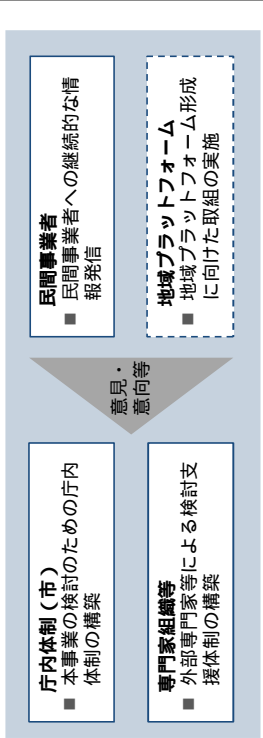 庁内体制（市）
■ 本事業の検討のための庁内
体制の構築
専門家組織等
■ 外部専門家等による検討支
援体制の構築
意見・
意向等
民間事業者
■ 民間事業者への継続的な情
報発信
地域プラットフォーム
■ 地域プラットフォーム形成
に向けた取組の実施